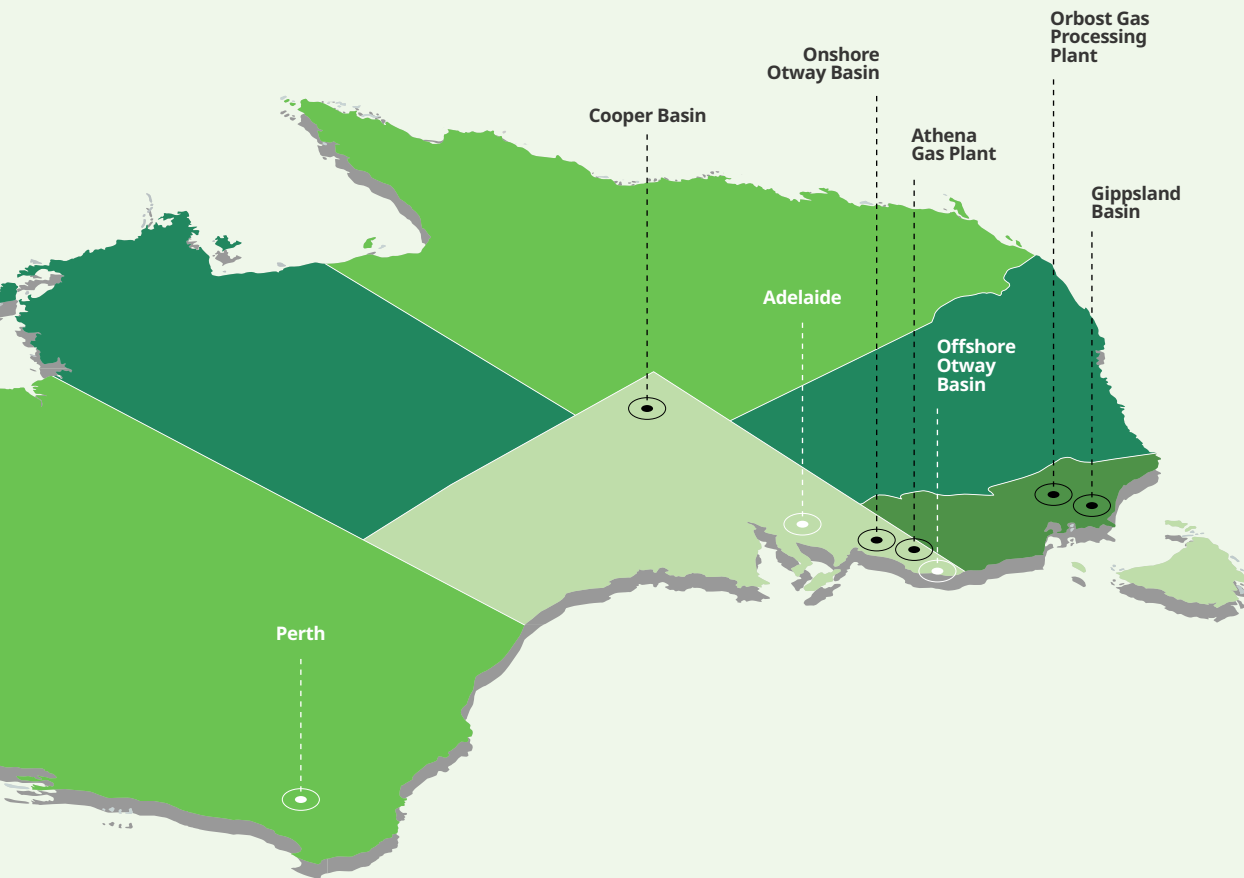 Orbost Gas
Processing
Plant
Onshore
Otway Basin
Cooper Basin
Athena
Gas Plant
Gippsland
Basin
Adelaide
Offshore
Otway
Basin
Perth